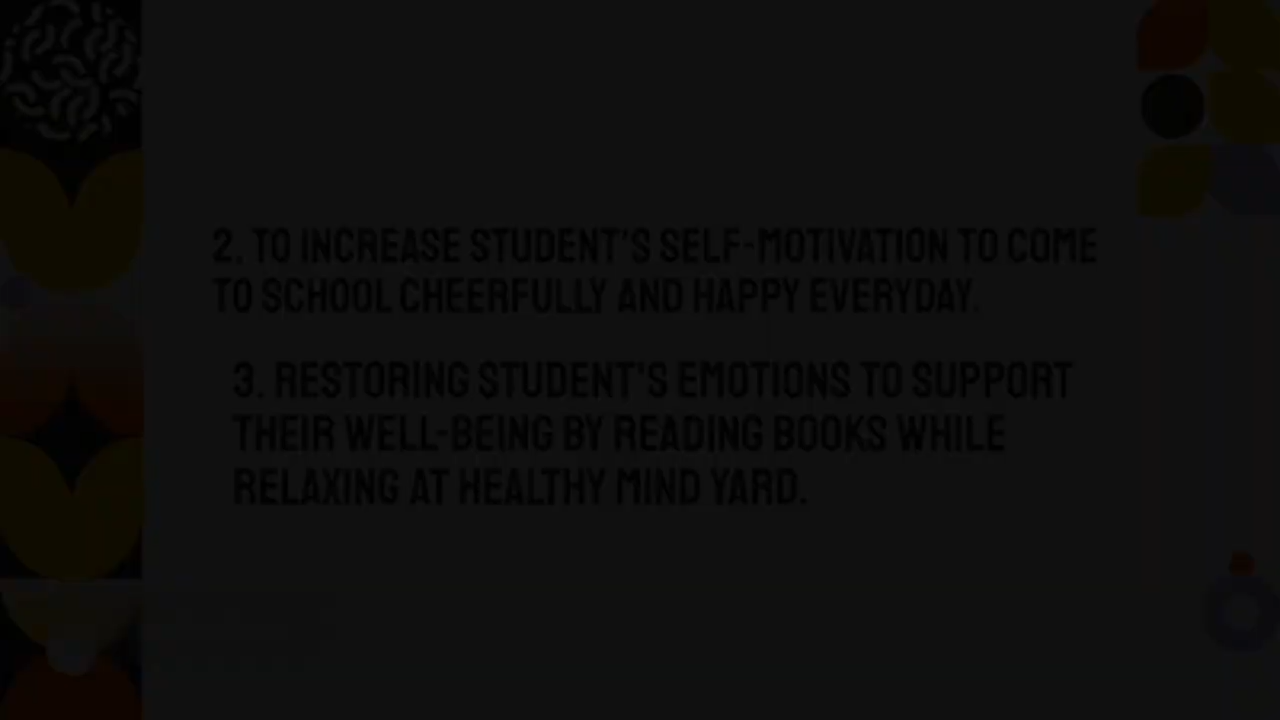 2. TO INCREASE STUDENT'S SELF-MOTIVATION TO COME
TO SCHOOL CHEERFULLY AND HAPPY EVERYDAY.
3. RESTORING STUDENT'S EMOTIONS TO SUPPORT
THEIR WELL-BEING BY READING BOOKS WHILE
RELAXING AT HEALTHY MIND YARD.